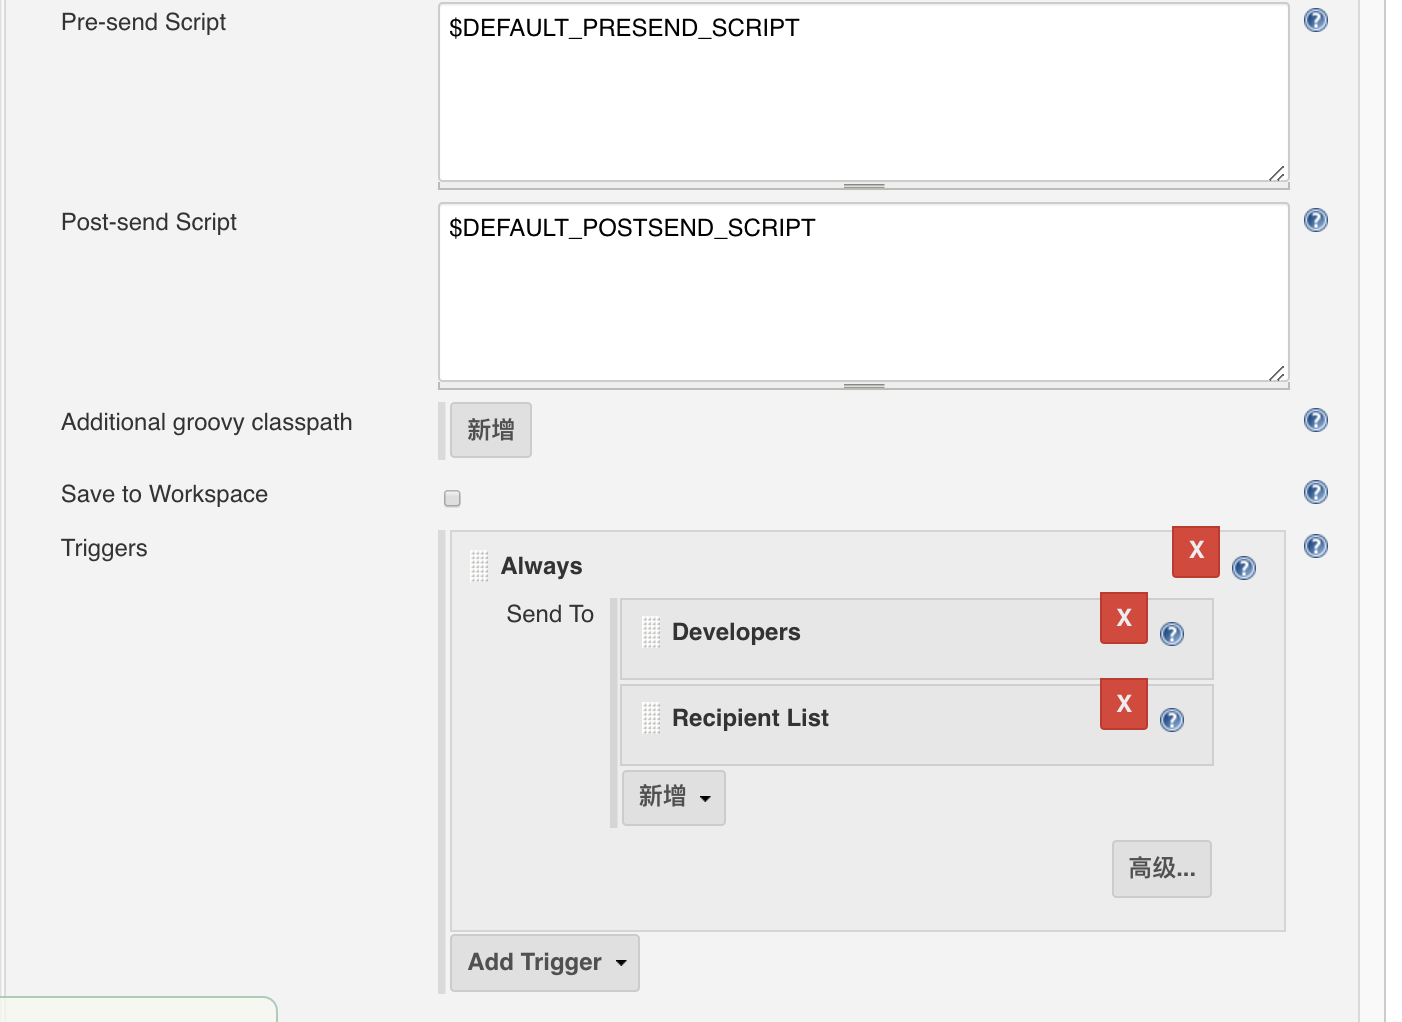 Pre-send Script
$DEFAULT_PRESEND_SCRIPT
Post-send Script
$DEFAULT_POSTSEND_SCRIPT
Additional groovy classpath
新增
Save to Workspace
Triggers
Always
X
Send To
Developers
X
Recipient List
X
新增
高级...
Add Trigger